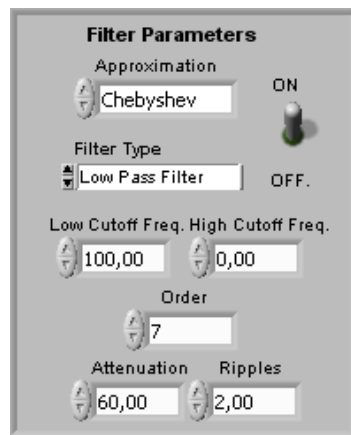 Filter Parameters
Approximation
Chebyshev
ON
Filter Type
Low Pass Filter
OFF.
Low Cutoff Freq. High Cutoff Freq.
100,00 0,00
Order
7
Attenuation Ripples
60,00 2,00